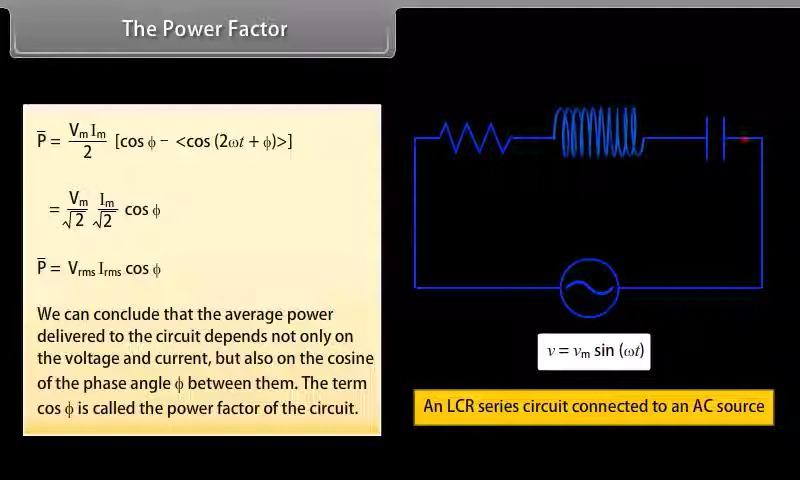 The Power Factor
P̅ = VₘIₘ/2 [cos ϕ − <cos (2ωt + ϕ)>]
= Vₘ/√2 Iₘ/√2 cos ϕ
P̅ = Vrms Irms cos ϕ
We can conclude that the average power
delivered to the circuit depends not only on
the voltage and current, but also on the cosine
of the phase angle ϕ between them. The term
cos ϕ is called the power factor of the circuit.
v = vₘ sin (ωt)
An LCR series circuit connected to an AC source